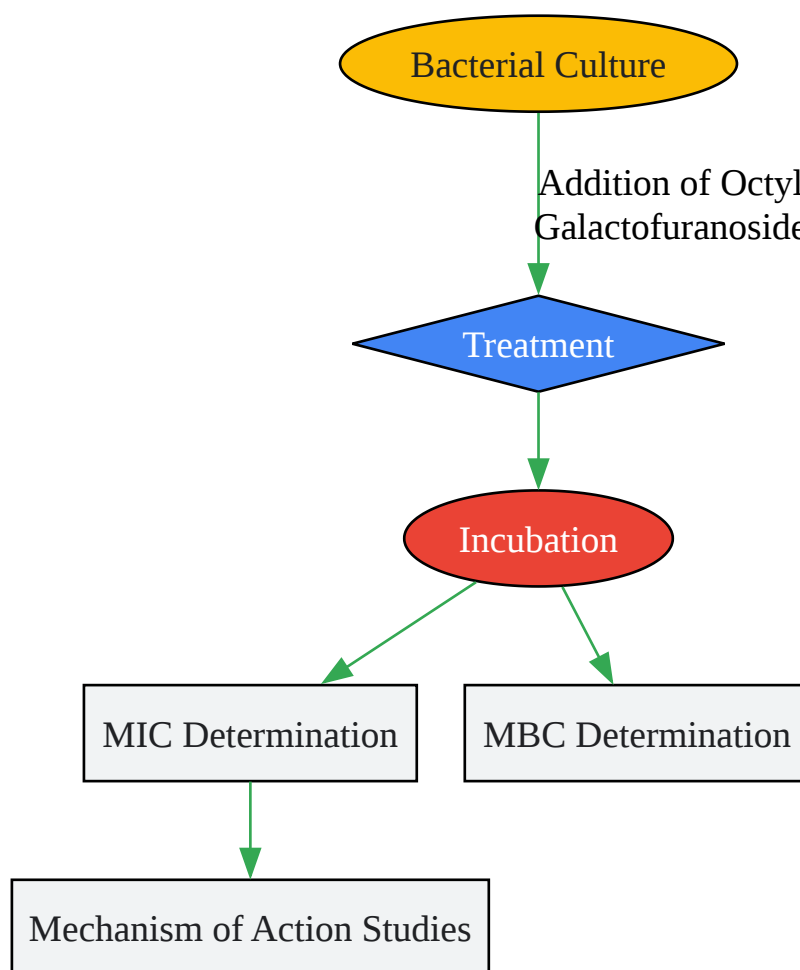 Bacterial Culture
Addition of Octyl
Galactofuranoside
Treatment
Incubation
MIC Determination
MBC Determination
Mechanism of Action Studies